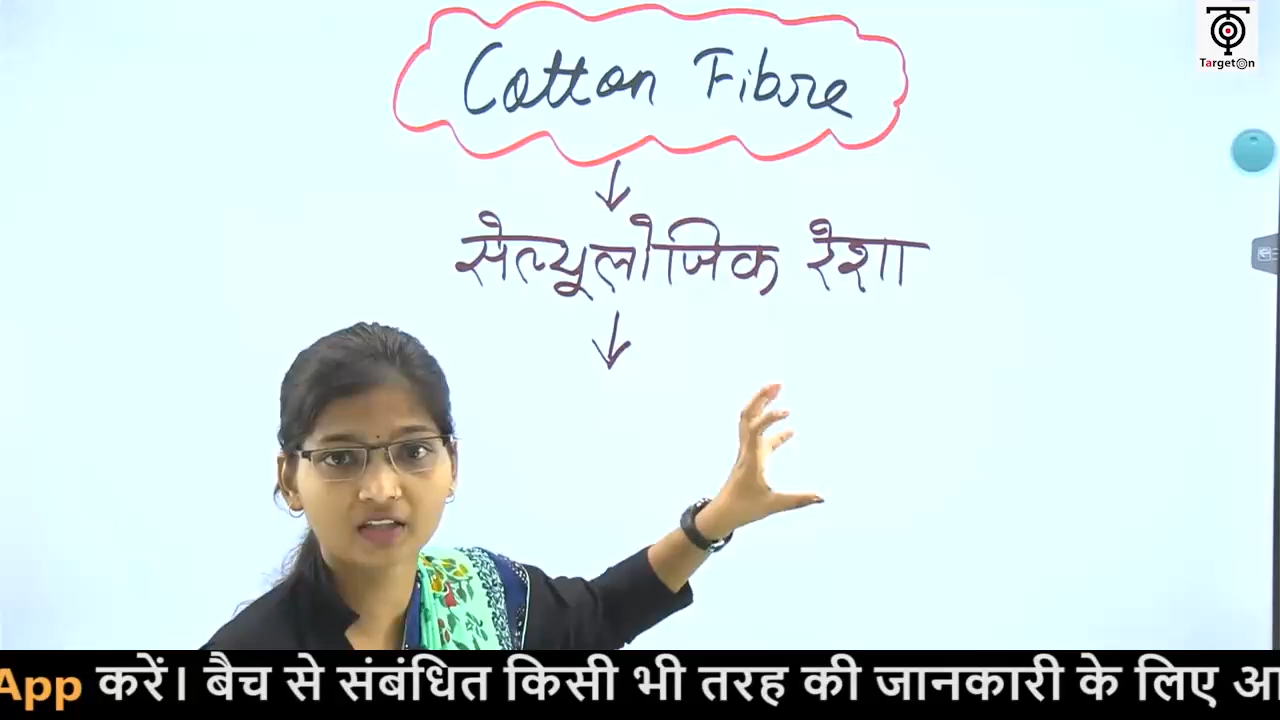 TargetOn
Cotton Fibre
सेल्यूलोजिक रेशा
App करें। बैच से संबंधित किसी भी तरह की जानकारी के लिए आ